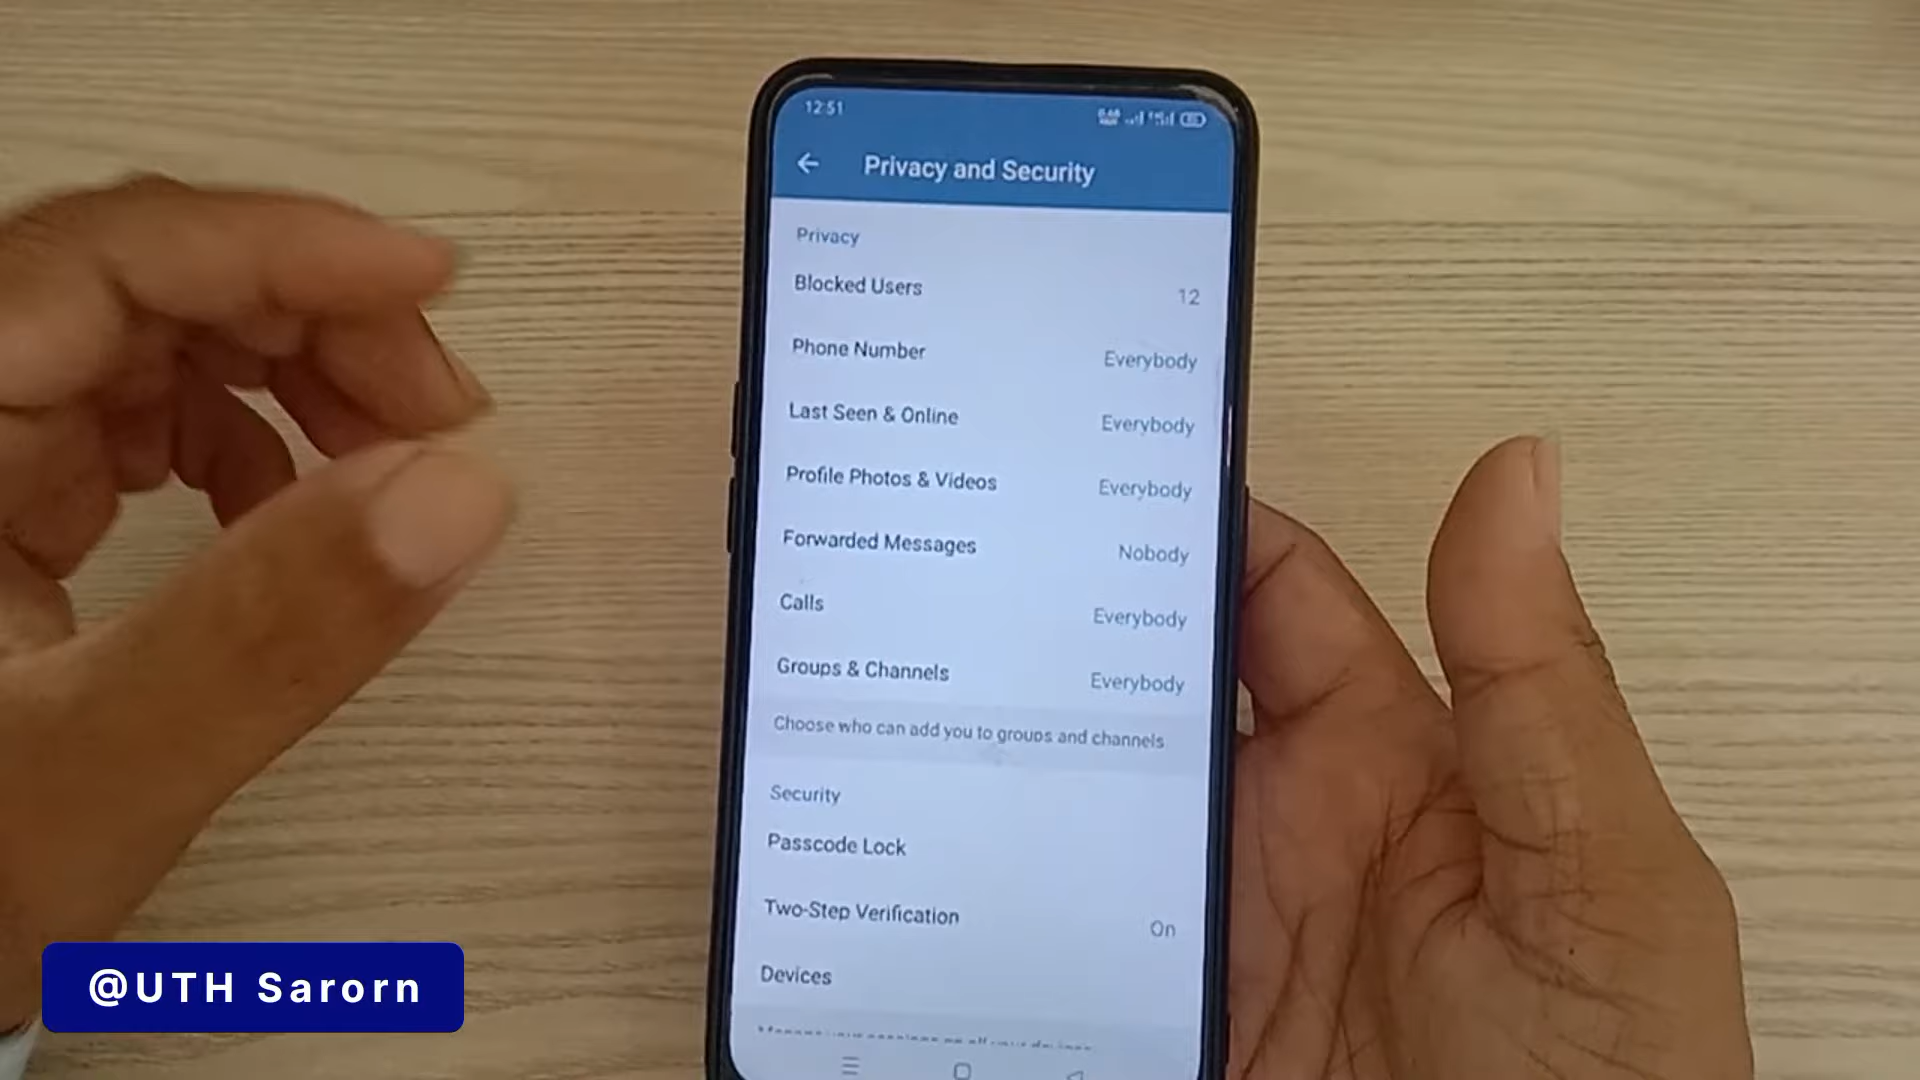 12:51
Privacy and Security
Privacy
Blocked Users 12
Phone Number Everybody
Last Seen & Online Everybody
Profile Photos & Videos Everybody
Forwarded Messages Nobody
Calls Everybody
Groups & Channels Everybody
Choose who can add you to groups and channels
Security
Passcode Lock
Two-Step Verification On
Devices
@UTH Sarorn